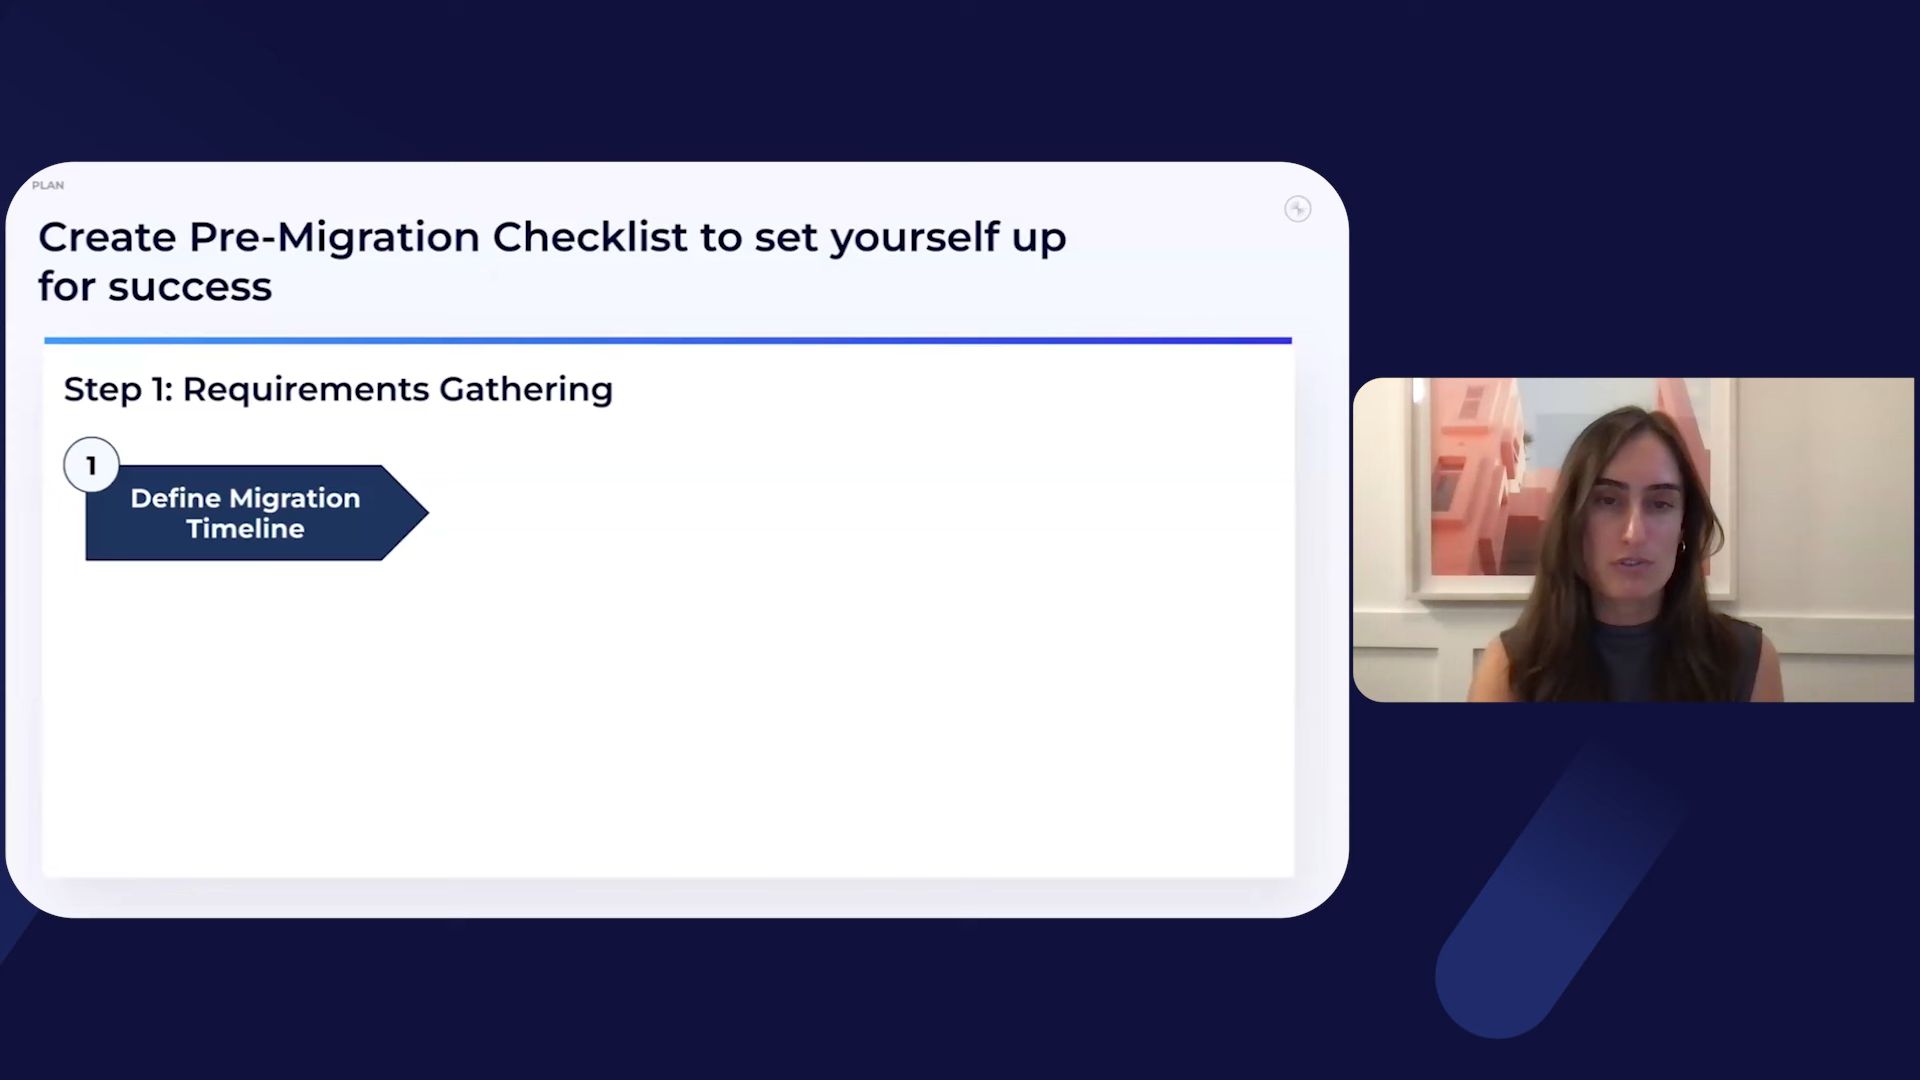 PLAN
Create Pre-Migration Checklist to set yourself up
for success
Step 1: Requirements Gathering
1
Define Migration
Timeline